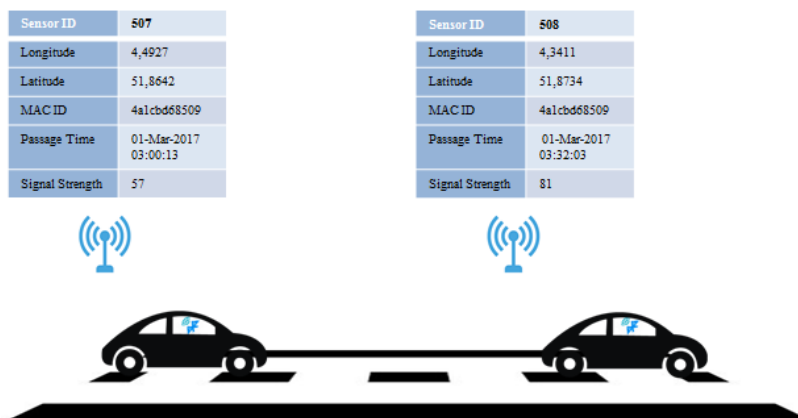 Sensor ID 507
Longitude 4,4927
Latitude 51,8642
MAC ID 4a1cbd68509
Passage Time 01-Mar-2017
03:00:13
Signal Strength 57
Sensor ID 508
Longitude 4,3411
Latitude 51,8734
MAC ID 4a1cbd68509
Passage Time 01-Mar-2017
03:32:03
Signal Strength 81